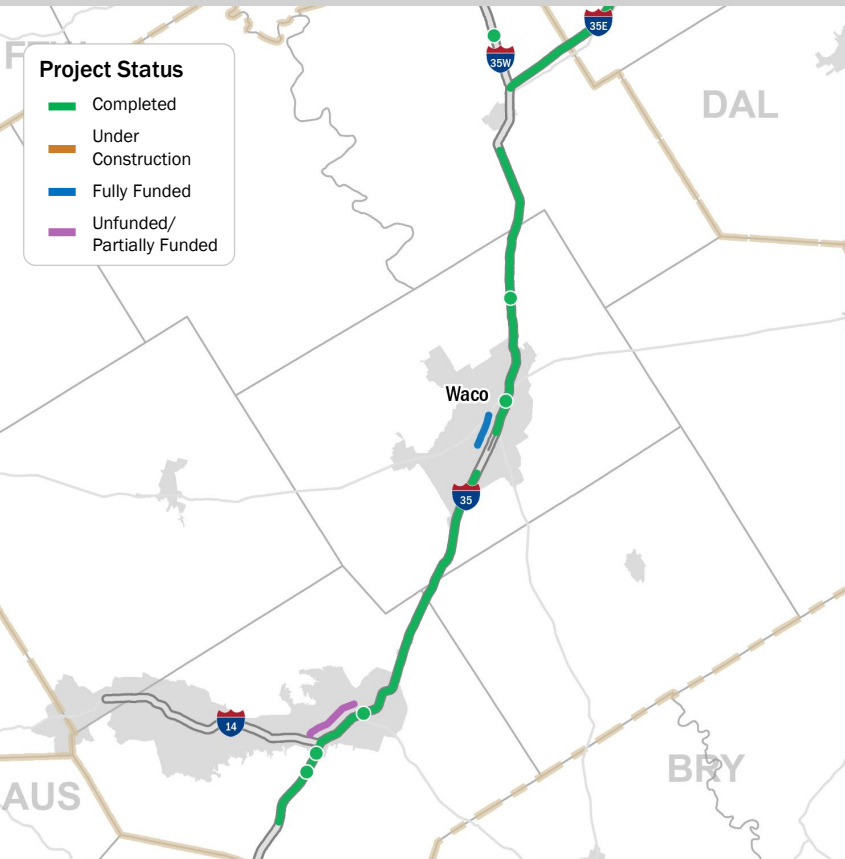 35E
35W
Project Status
Completed
Under
Construction
Fully Funded
Unfunded/
Partially Funded
DAL
Waco
35
14
BRY
AUS